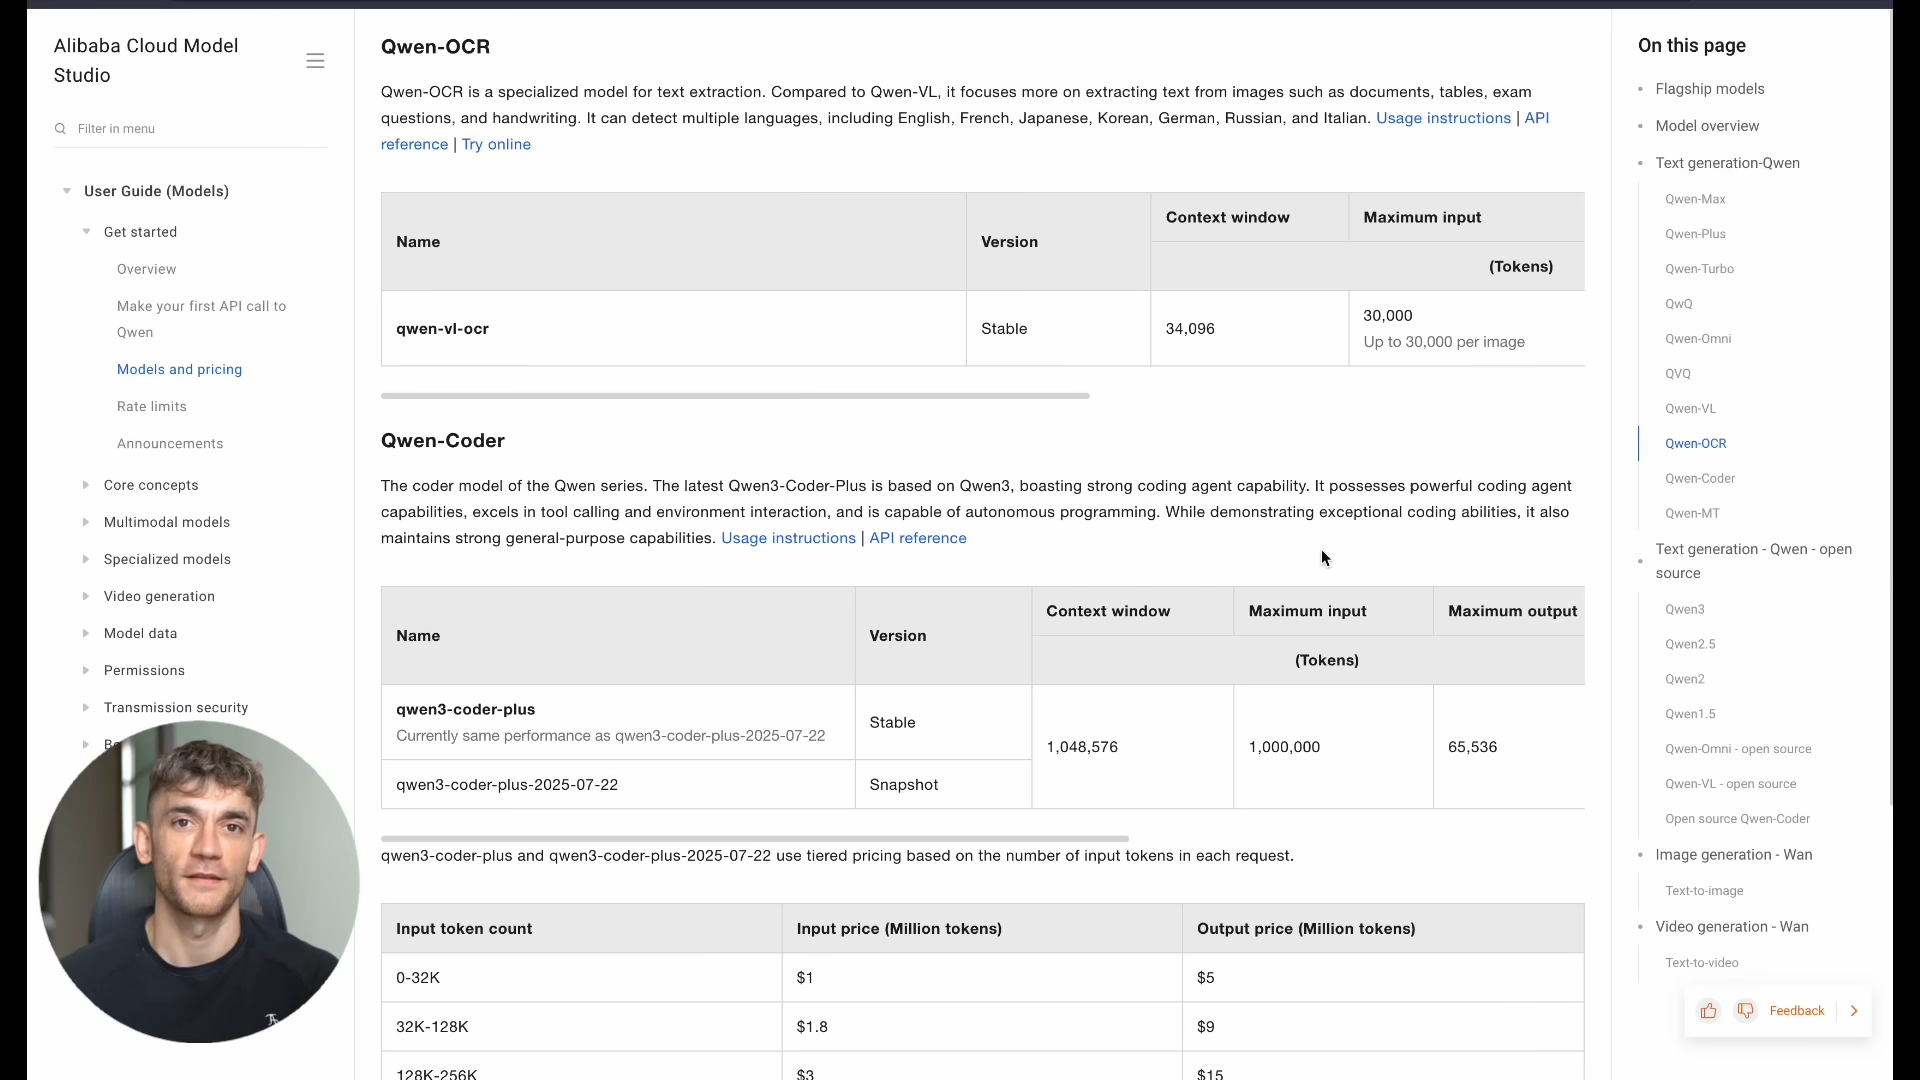 Alibaba Cloud Model
Studio
Filter in menu
User Guide (Models)
Get started
Overview
Make your first API call to
Qwen
Models and pricing
Rate limits
Announcements
Core concepts
Multimodal models
Specialized models
Video generation
Model data
Permissions
Transmission security
Qwen-OCR
Qwen-OCR is a specialized model for text extraction. Compared to Qwen-VL, it focuses more on extracting text from images such as documents, tables, exam
questions, and handwriting. It can detect multiple languages, including English, French, Japanese, Korean, German, Russian, and Italian. Usage instructions | API
reference | Try online
Name
Version
Context window
Maximum input
(Tokens)
qwen-vl-ocr
Stable
34,096
30,000
Up to 30,000 per image
Qwen-Coder
The coder model of the Qwen series. The latest Qwen3-Coder-Plus is based on Qwen3, boasting strong coding agent capability. It possesses powerful coding agent
capabilities, excels in tool calling and environment interaction, and is capable of autonomous programming. While demonstrating exceptional coding abilities, it also
maintains strong general-purpose capabilities. Usage instructions | API reference
Name
Version
Context window
Maximum input
Maximum output
(Tokens)
qwen3-coder-plus
Currently same performance as qwen3-coder-plus-2025-07-22
Stable
1,048,576
1,000,000
65,536
qwen3-coder-plus-2025-07-22
Snapshot
qwen3-coder-plus and qwen3-coder-plus-2025-07-22 use tiered pricing based on the number of input tokens in each request.
Input token count
Input price (Million tokens)
Output price (Million tokens)
0-32K
$1
$5
32K-128K
$1.8
$9
128K-256K
$3
$15
On this page
Flagship models
Model overview
Text generation-Qwen
Qwen-Max
Qwen-Plus
Qwen-Turbo
QwQ
Qwen-Omni
QVQ
Qwen-VL
Qwen-OCR
Qwen-Coder
Qwen-MT
Text generation - Qwen - open
source
Qwen3
Qwen2.5
Qwen2
Qwen1.5
Qwen-Omni - open source
Qwen-VL - open source
Open source Qwen-Coder
Image generation - Wan
Text-to-image
Video generation - Wan
Text-to-video
Feedback